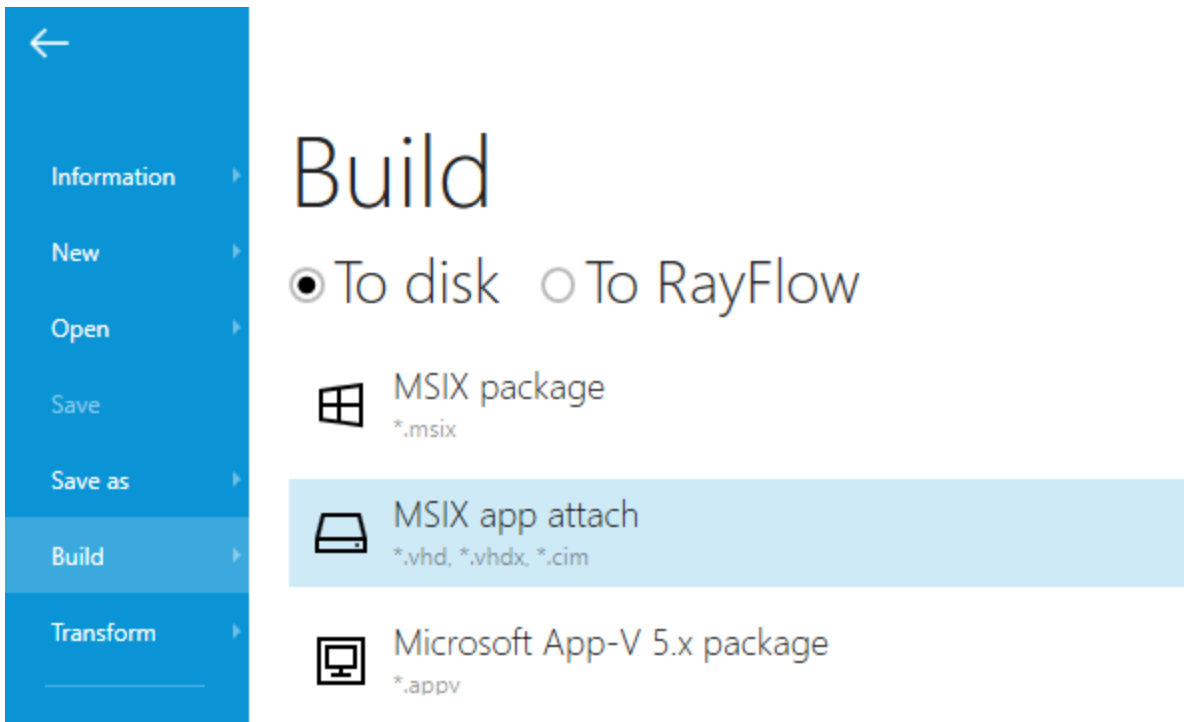 Information
New
Open
Save
Save as
Build
Transform
Build
To disk To RayFlow
MSIX package
*.msix
MSIX app attach
*.vhd, *.vhdx, *.cim
Microsoft App-V 5.x package
*.appv